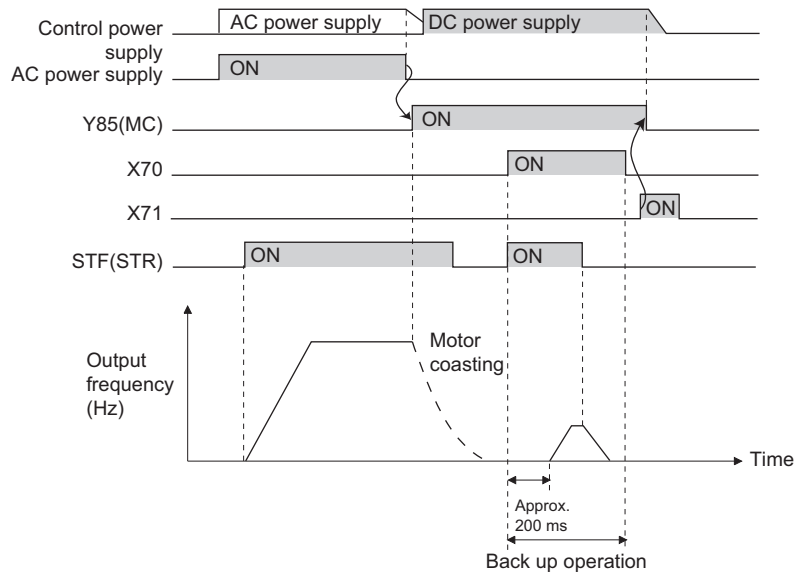 Control power
supply
AC power supply
DC power supply
AC power supply
ON
Y85(MC)
ON
X70
ON
X71
ON
STF(STR)
ON
ON
Output
frequency
(Hz)
Motor
coasting
Time
Approx.
200 ms
Back up operation